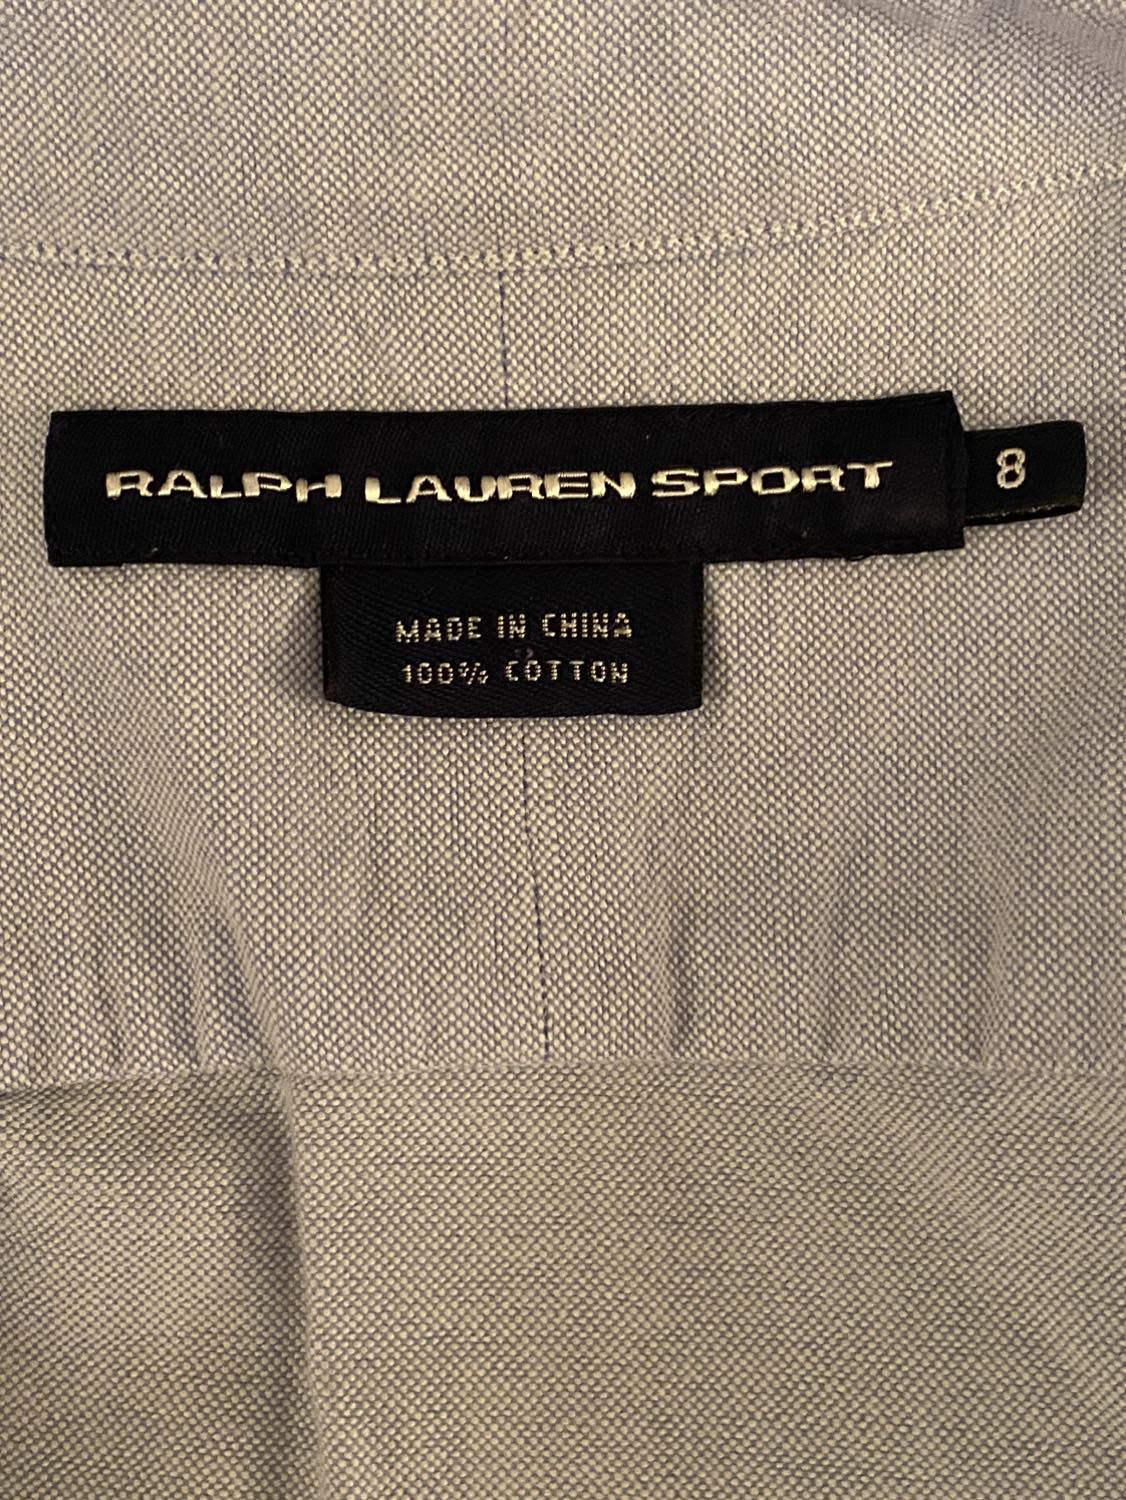 RALPH LAUREN SPORT
8
MADE IN CHINA
100% COTTON